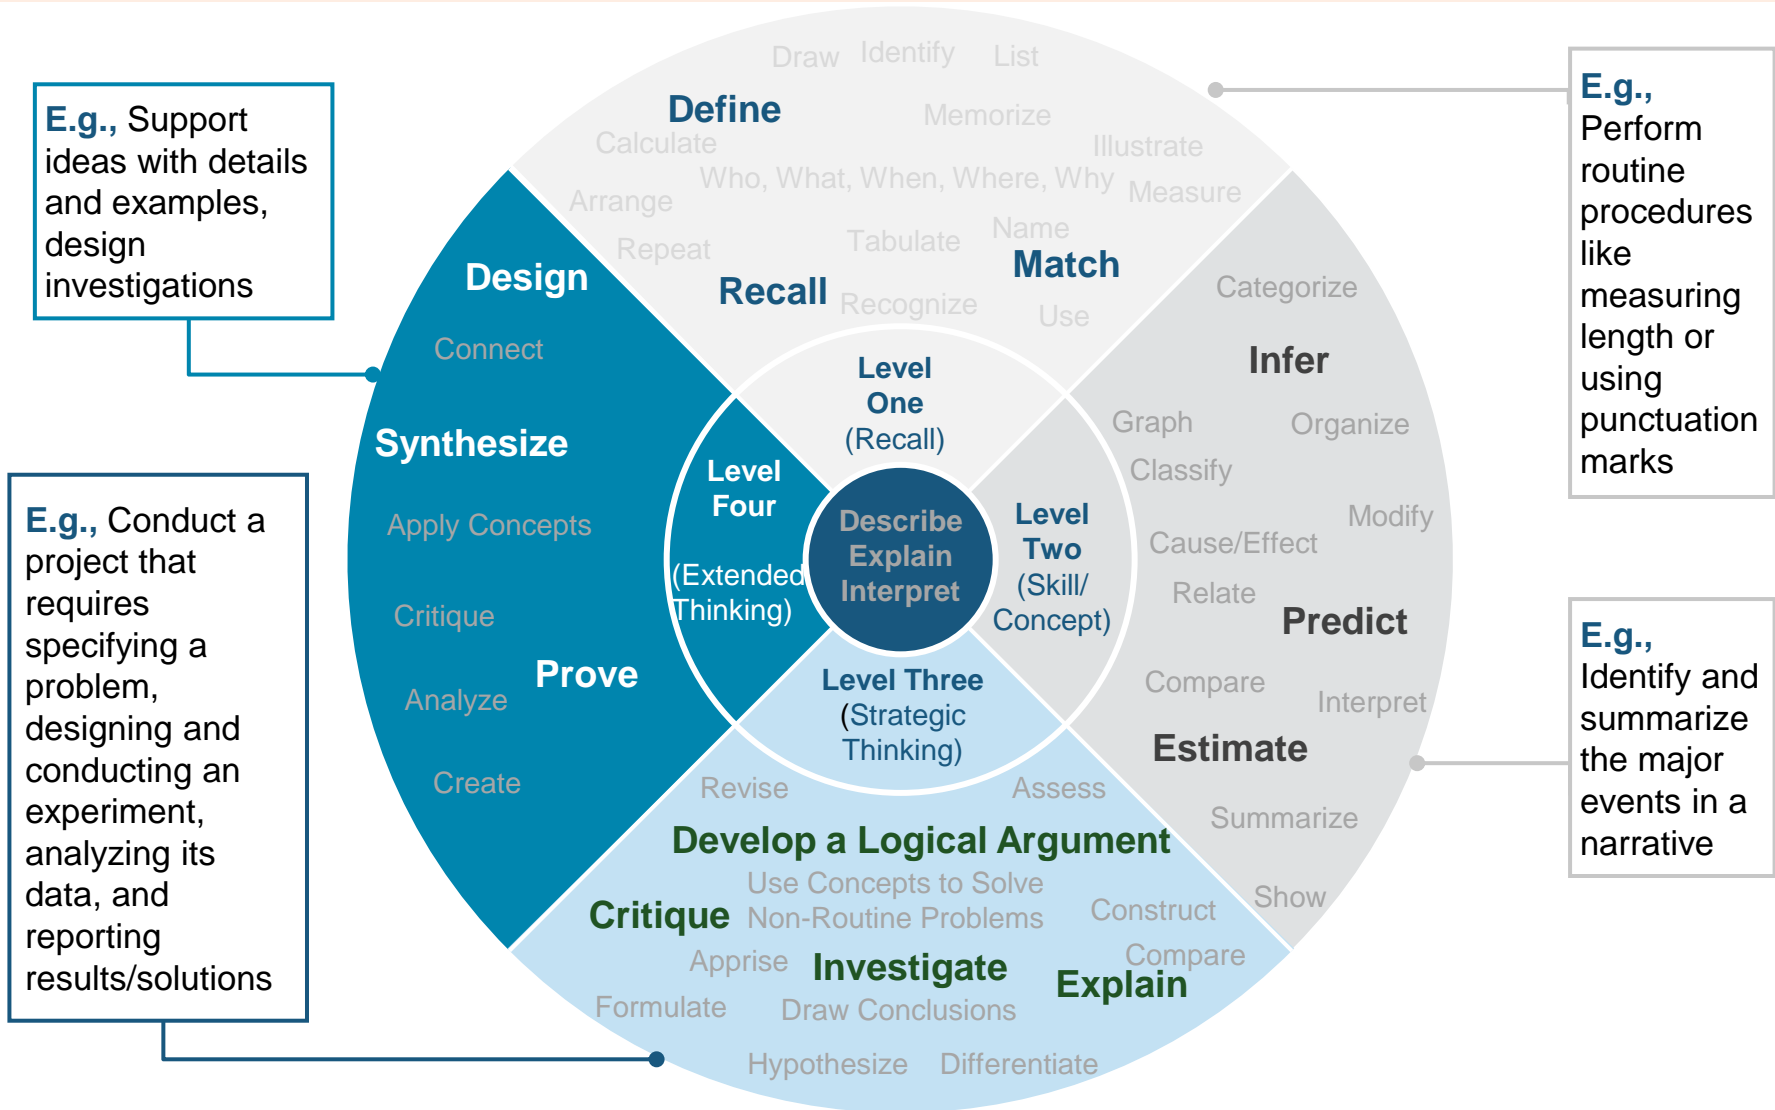 Draw Identify List
Define
Memorize
Calculate
Illustrate
Who, What, When, Where, Why
Measure
Arrange
Name
Repeat
Tabulate
Match
Recall
Recognize
Use
Level
One
(Recall)
E.g., Support
ideas with details
and examples,
design
investigations
E.g.,
Perform
routine
procedures
like
measuring
length or
using
punctuation
marks
Design
Connect
Synthesize
Apply Concepts
Critique
Prove
Analyze
Create
Level
Four
(Extended
Thinking)
Describe
Explain
Interpret
Level
Two
(Skill/
Concept)
Categorize
Infer
Graph
Organize
Classify
Modify
Cause/Effect
Relate
Predict
Compare
Interpret
Estimate
Summarize
Show
E.g., Conduct a
project that
requires
specifying a
problem,
designing and
conducting an
experiment,
analyzing its
data, and
reporting
results/solutions
E.g.,
Identify and
summarize
the major
events in a
narrative
Level Three
(Strategic
Thinking)
Revise
Assess
Develop a Logical Argument
Use Concepts to Solve
Non-Routine Problems
Critique
Construct
Compare
Apprise
Investigate
Explain
Formulate
Draw Conclusions
Hypothesize
Differentiate